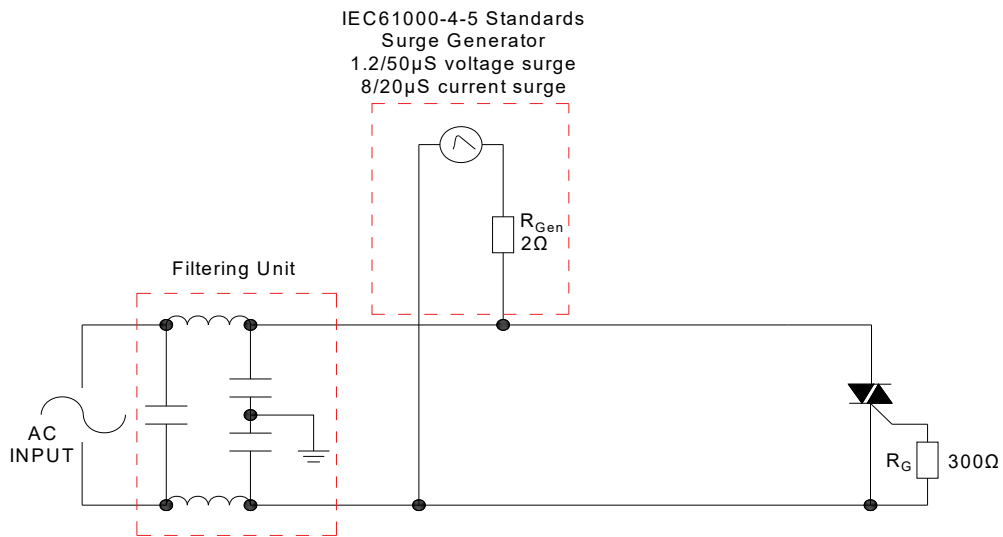 IEC61000-4-5 Standards
Surge Generator
1.2/50µS voltage surge
8/20µS current surge
RGen
2Ω
Filtering Unit
AC
INPUT
RG
300Ω